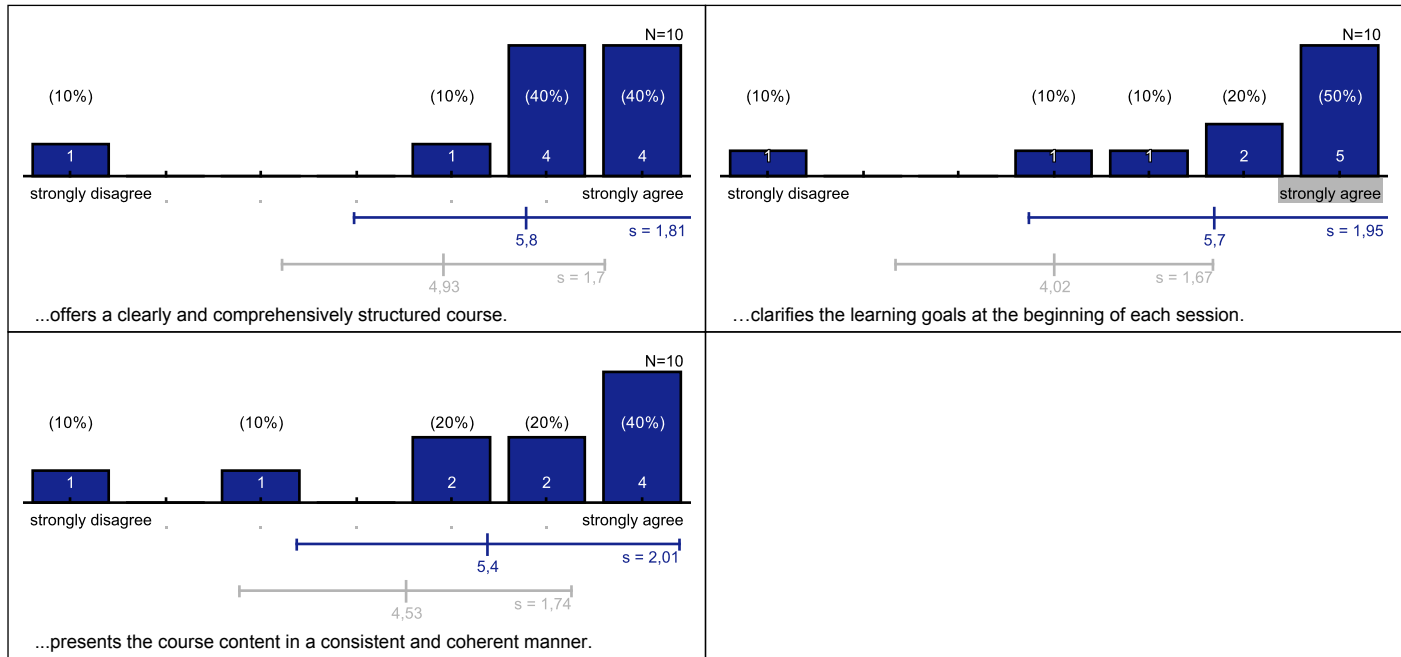 N=10
(10%) (10%) (40%) (40%)
1 1 4 4
strongly disagree strongly agree
s = 1,81
5,8
s = 1,7
4,93
...offers a clearly and comprehensively structured course.
N=10
(10%) (10%) (10%) (20%) (50%)
1 1 1 2 5
strongly disagree strongly agree
s = 1,95
5,7
s = 1,67
4,02
…clarifies the learning goals at the beginning of each session.
N=10
(10%) (10%) (20%) (20%) (40%)
1 1 2 2 4
strongly disagree strongly agree
s = 2,01
5,4
s = 1,74
4,53
...presents the course content in a consistent and coherent manner.